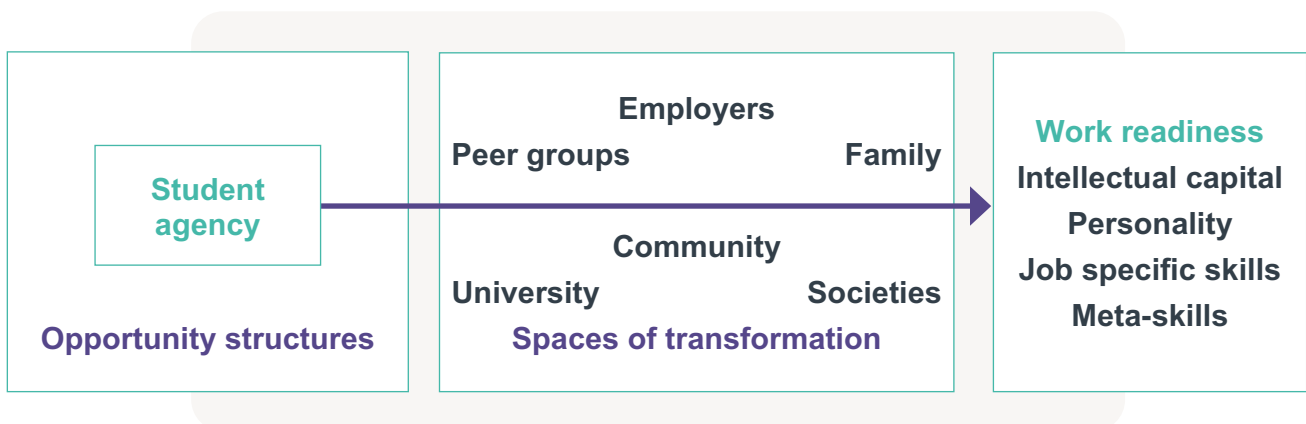 Student
agency
Opportunity structures
Employers
Peer groups Family
Community
University Societies
Spaces of transformation
Work readiness
Intellectual capital
Personality
Job specific skills
Meta-skills